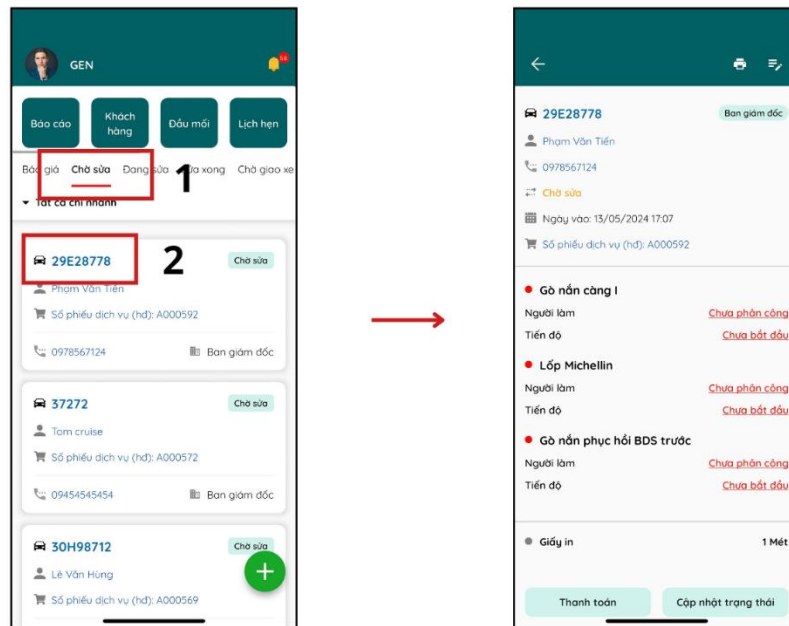 GEN
54
Báo cáo
Khách hàng
Đầu mối
Lịch hẹn
Báo giá Chờ sửa Đang sửa xong Chờ giao xe
1
Tất cả chi nhánh
29E28778
2
Chờ sửa
Phạm Văn Tiến
Số phiếu dịch vụ (hđ): A000592
0978567124 Ban giám đốc
37272 Chờ sửa
Tom cruise
Số phiếu dịch vụ (hđ): A000572
09454545454 Ban giám đốc
30H98712 Chờ sửa
Lê Văn Hùng
Số phiếu dịch vụ (hđ): A000569
29E28778 Ban giám đốc
Phạm Văn Tiến
0978567124
Chờ sửa
Ngày vào: 13/05/2024 17:07
Số phiếu dịch vụ (hđ): A000592
Gò nắn càng I
Người làm Chưa phân công
Tiến độ Chưa bắt đầu
Lốp Michellin
Người làm Chưa phân công
Tiến độ Chưa bắt đầu
Gò nắn phục hồi BDS trước
Người làm Chưa phân công
Tiến độ Chưa bắt đầu
Giấy in 1 Mét
Thanh toán Cập nhật trạng thái